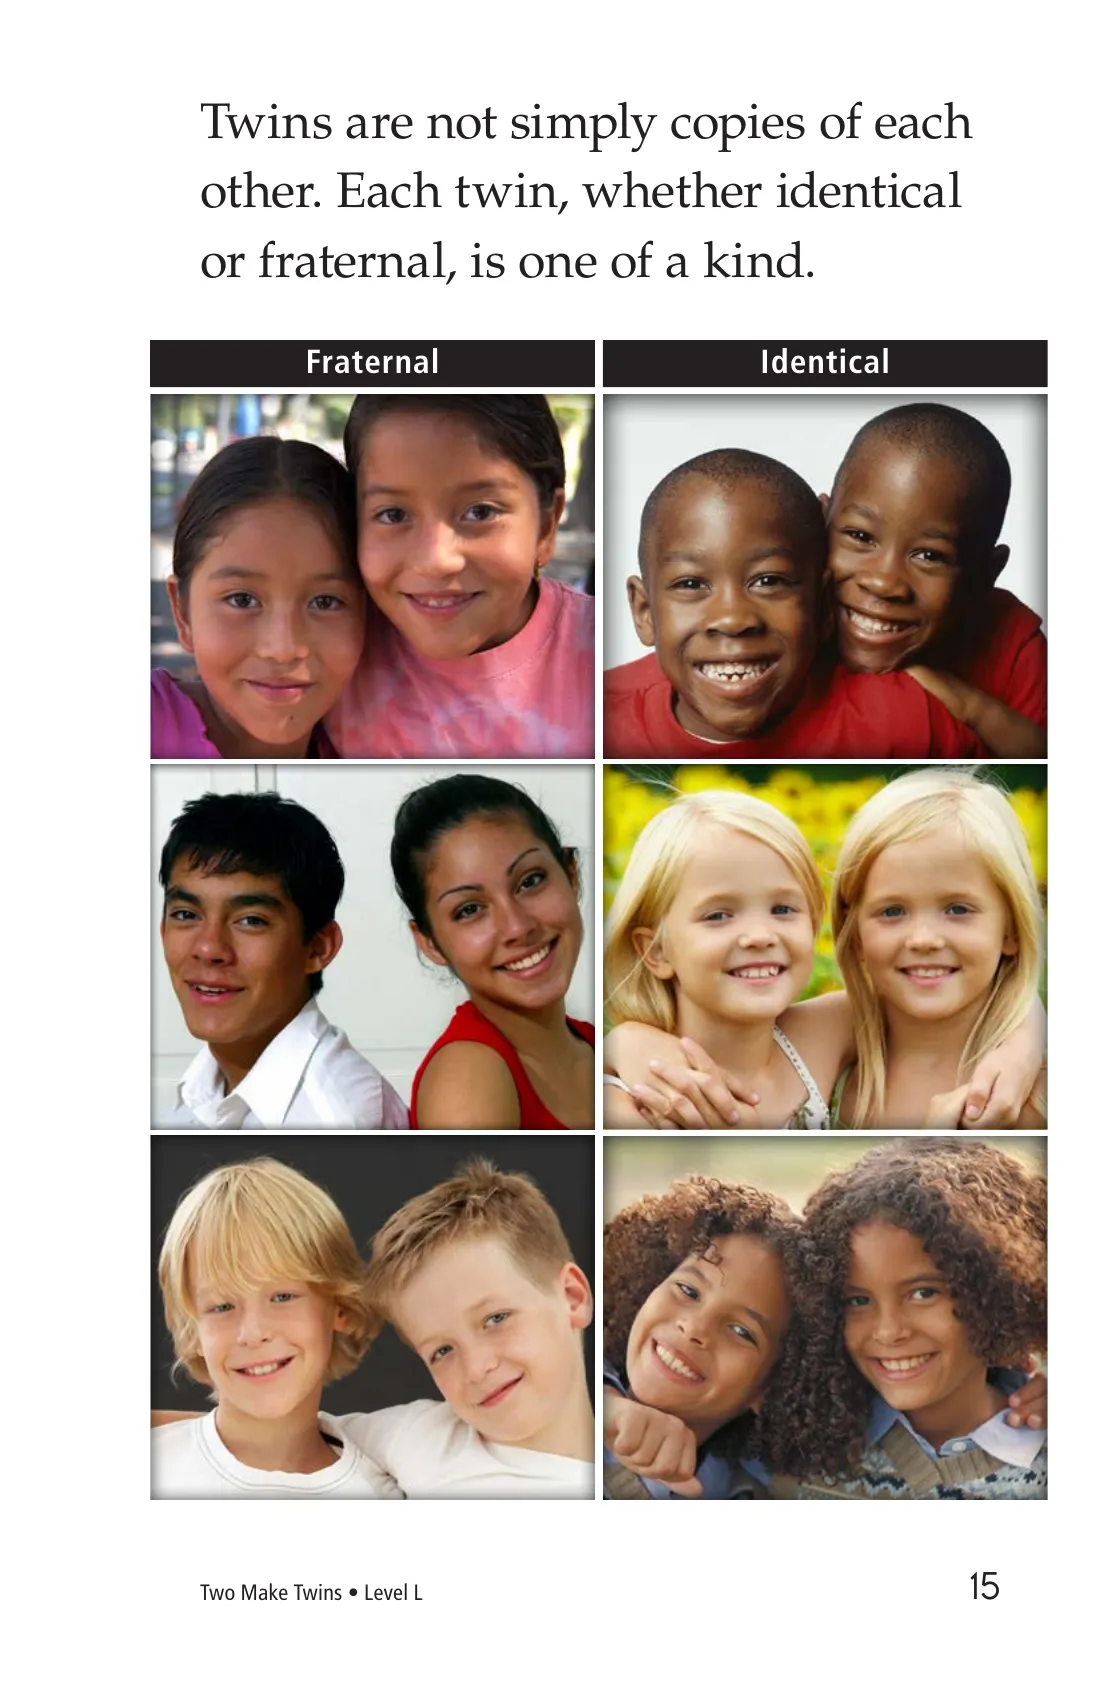 Twins are not simply copies of each
other. Each twin, whether identical
or fraternal, is one of a kind.
Fraternal
Identical
Two Make Twins • Level L
15